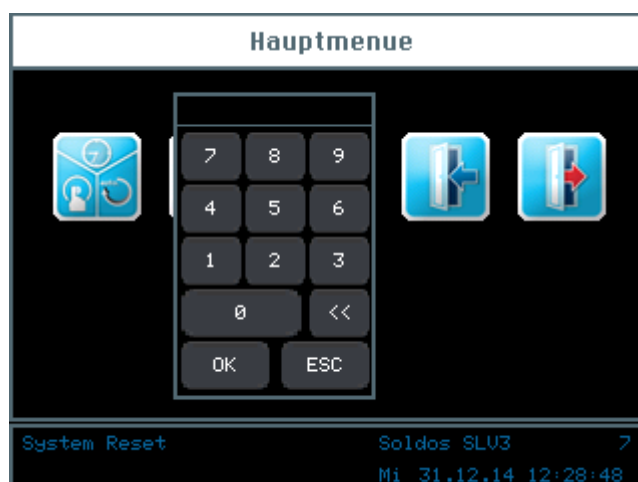 Hauptmenue
7 8 9
4 5 6
1 2 3
0 <<
OK ESC
System Reset Soldos SLV3 7
Mi 31.12.14 12:28:48